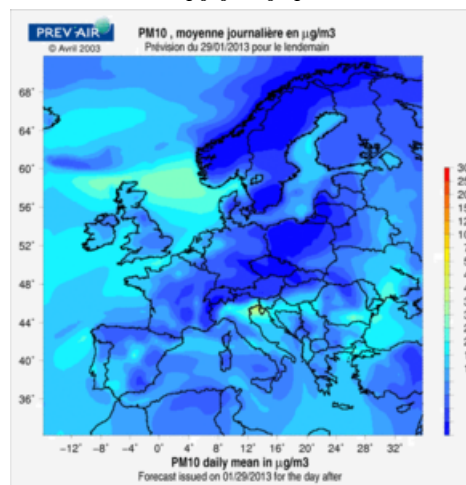 PREV'AIR
© Avril 2003
PM10 , moyenne journalière en µg/m3
Prévision du 29/01/2013 pour le lendemain
68°
64°
60°
56°
52°
48°
44°
40°
36°
−12° −8° −4° 0° 4° 8° 12° 16° 20° 24° 28° 32°
PM10 daily mean in µg/m3
Forecast issued on 01/29/2013 for the day after